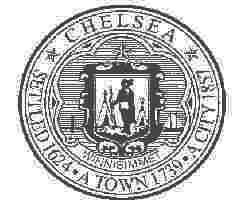 ★ CHELSEA ★
SETTLED 1624 • A TOWN 1739 • A CITY 1857
WINNISIMMET